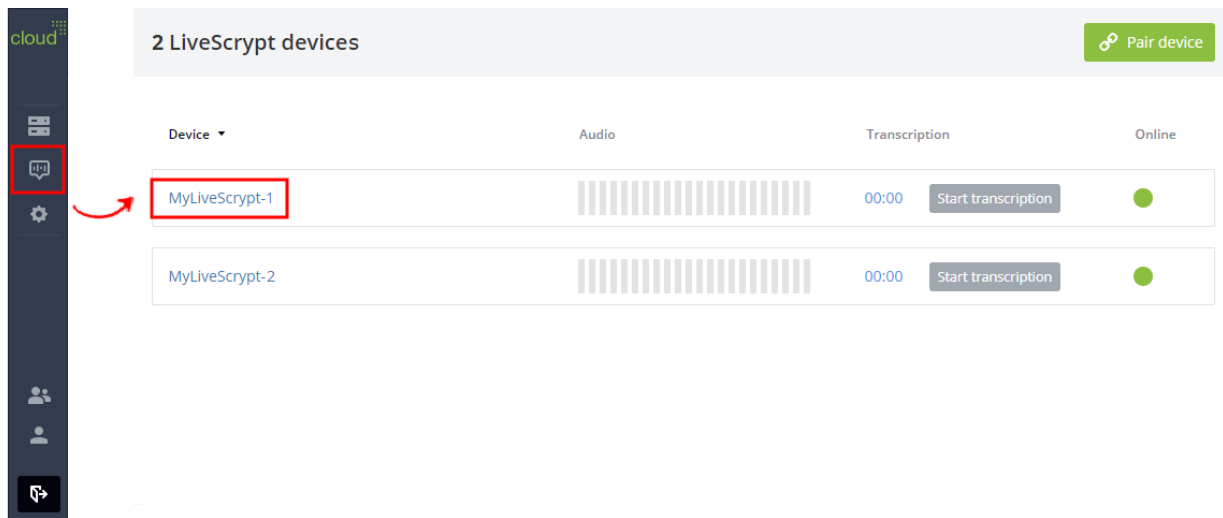 cloud
2 LiveScrypt devices
Pair device
Device Audio Transcription Online
MyLiveScrypt-1 00:00 Start transcription
MyLiveScrypt-2 00:00 Start transcription